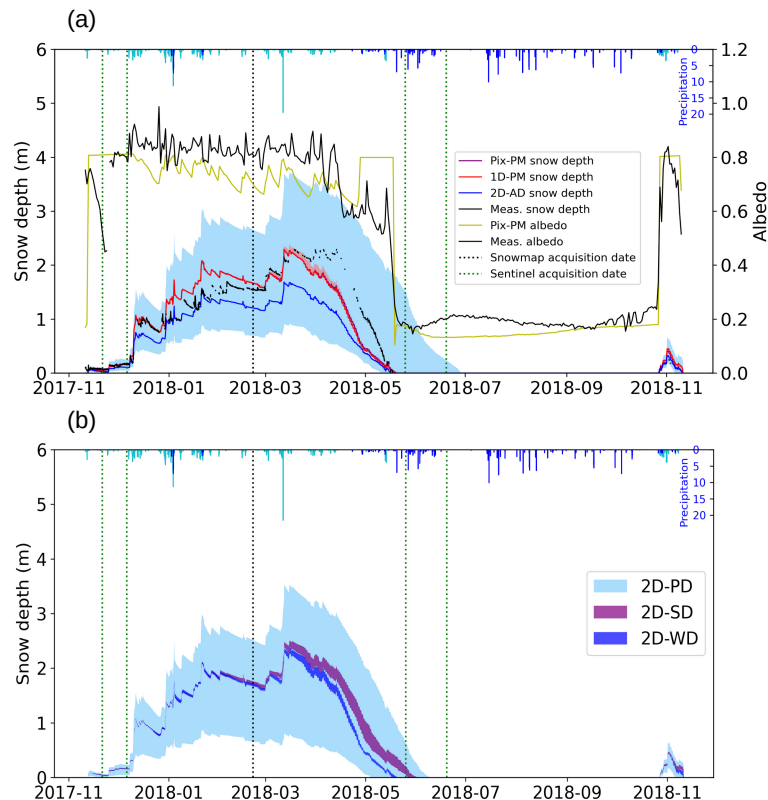 (a)
6
5
4
3
2
1
0
Snow depth (m)
1.2
1.0
0.8
0.6
0.4
0.2
0.0
Albedo
0
5
10
15
20
Precipitation
Pix-PM snow depth
1D-PM snow depth
2D-AD snow depth
Meas. snow depth
Pix-PM albedo
Meas. albedo
Snowmap acquisition date
Sentinel acquisition date
2017-11 2018-01 2018-03 2018-05 2018-07 2018-09 2018-11
(b)
6
5
4
3
2
1
0
Snow depth (m)
0
5
10
15
20
Precipitation
2D-PD
2D-SD
2D-WD
2017-11 2018-01 2018-03 2018-05 2018-07 2018-09 2018-11